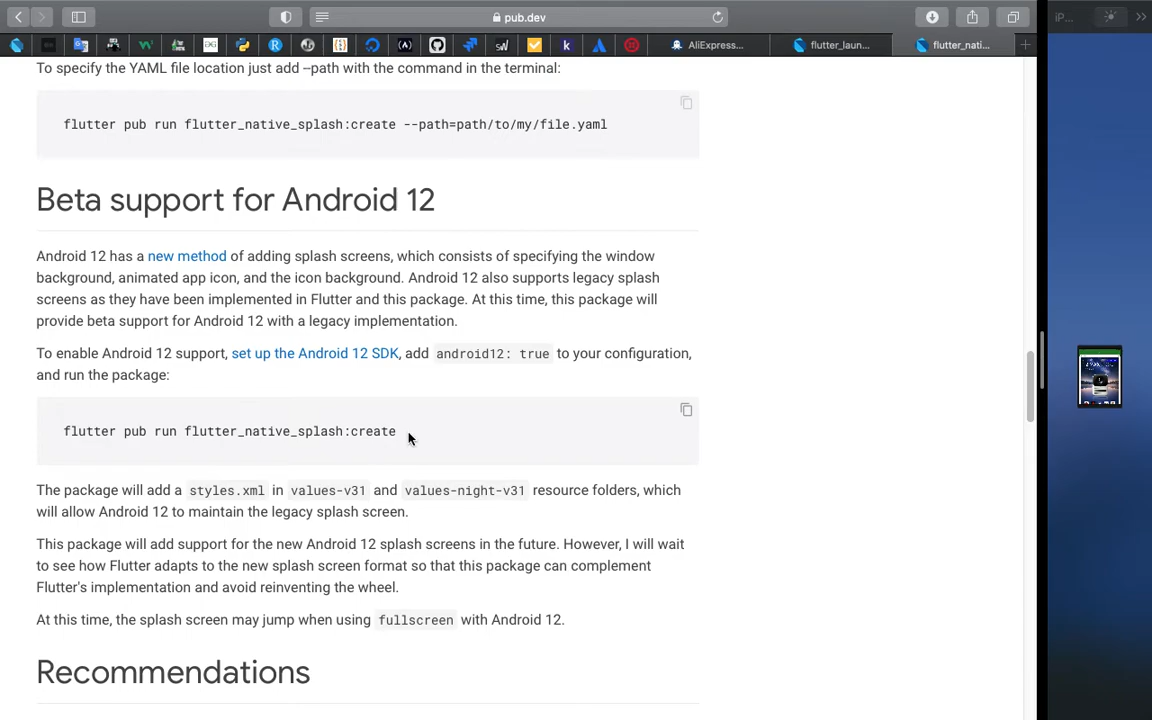 pub.dev
AliExpress...
flutter_laun...
flutter_nati...
iP...
To specify the YAML file location just add --path with the command in the terminal:
flutter pub run flutter_native_splash:create --path=path/to/my/file.yaml
Beta support for Android 12
Android 12 has a new method of adding splash screens, which consists of specifying the window
background, animated app icon, and the icon background. Android 12 also supports legacy splash
screens as they have been implemented in Flutter and this package. At this time, this package will
provide beta support for Android 12 with a legacy implementation.
To enable Android 12 support, set up the Android 12 SDK, add android12: true to your configuration,
and run the package:
flutter pub run flutter_native_splash:create
The package will add a styles.xml in values-v31 and values-night-v31 resource folders, which
will allow Android 12 to maintain the legacy splash screen.
This package will add support for the new Android 12 splash screens in the future. However, I will wait
to see how Flutter adapts to the new splash screen format so that this package can complement
Flutter's implementation and avoid reinventing the wheel.
At this time, the splash screen may jump when using fullscreen with Android 12.
Recommendations